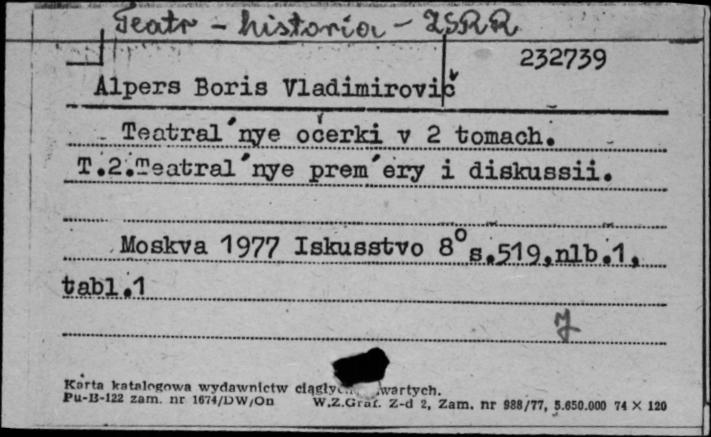 Teatr - historia - ZSRR
232739
Alpers Boris Vladimirovič
Teatral´nye očerki v 2 tomach.
T.2.Teatral´nye prem´ery i diskussii.
Moskva 1977 Iskusstvo 8° s.519,nlb.1,
tabl.1
Karta katalogowa wydawnictw
Pu-B-122 zam. nr 1674/DW/On W.Z.Graf. Z-d 2, Zam. nr 988/77, 5.650.000 74 × 120